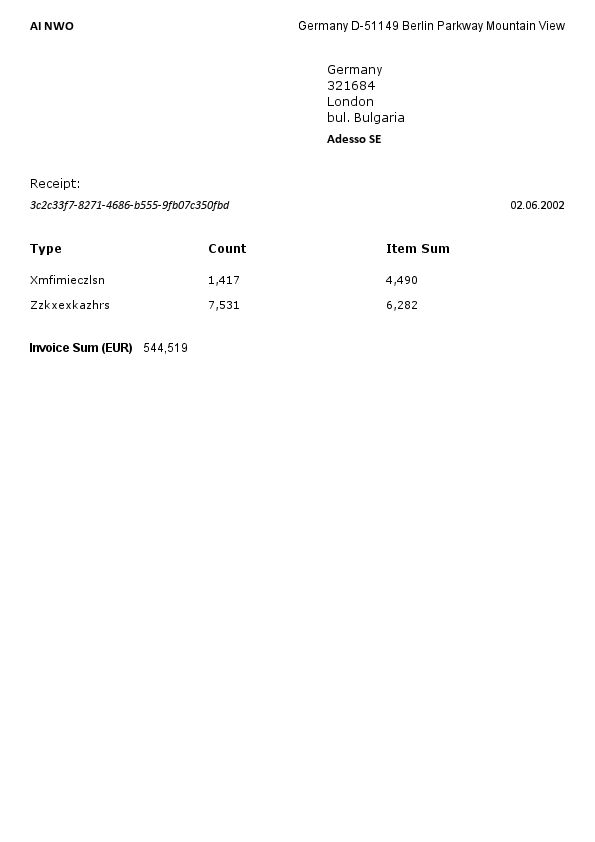 AI NWO Germany D-51149 Berlin Parkway Mountain View
Germany
321684
London
bul. Bulgaria
Adesso SE
Receipt:
3c2c33f7-8271-4686-b555-9fb07c350fbd 02.06.2002
Type Count Item Sum
Xmfimieczlsn 1,417 4,490
Zzkxexkazhrs 7,531 6,282
Invoice Sum (EUR) 544,519